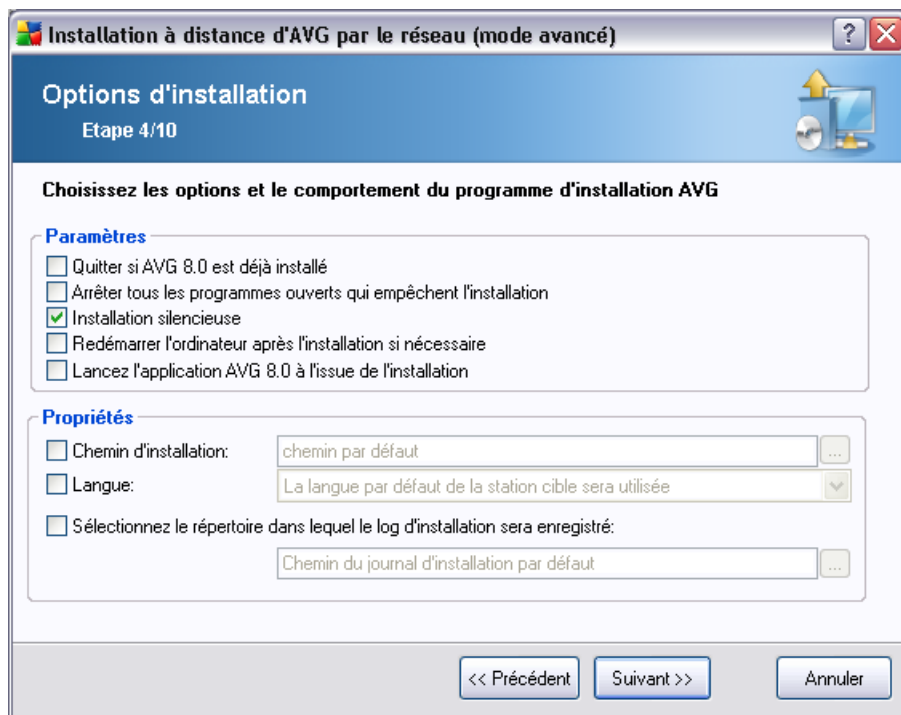 Installation à distance d'AVG par le réseau (mode avancé)
Options d'installation
Etape 4/10
Choisissez les options et le comportement du programme d'installation AVG
Paramètres
Quitter si AVG 8.0 est déjà installé
Arrêter tous les programmes ouverts qui empêchent l'installation
Installation silencieuse
Redémarrer l'ordinateur après l'installation si nécessaire
Lancez l'application AVG 8.0 à l'issue de l'installation
Propriétés
Chemin d'installation: chemin par défaut ...
Langue: La langue par défaut de la station cible sera utilisée
Sélectionnez le répertoire dans lequel le log d'installation sera enregistré:
Chemin du journal d'installation par défaut ...
<< Précédent Suivant >> Annuler